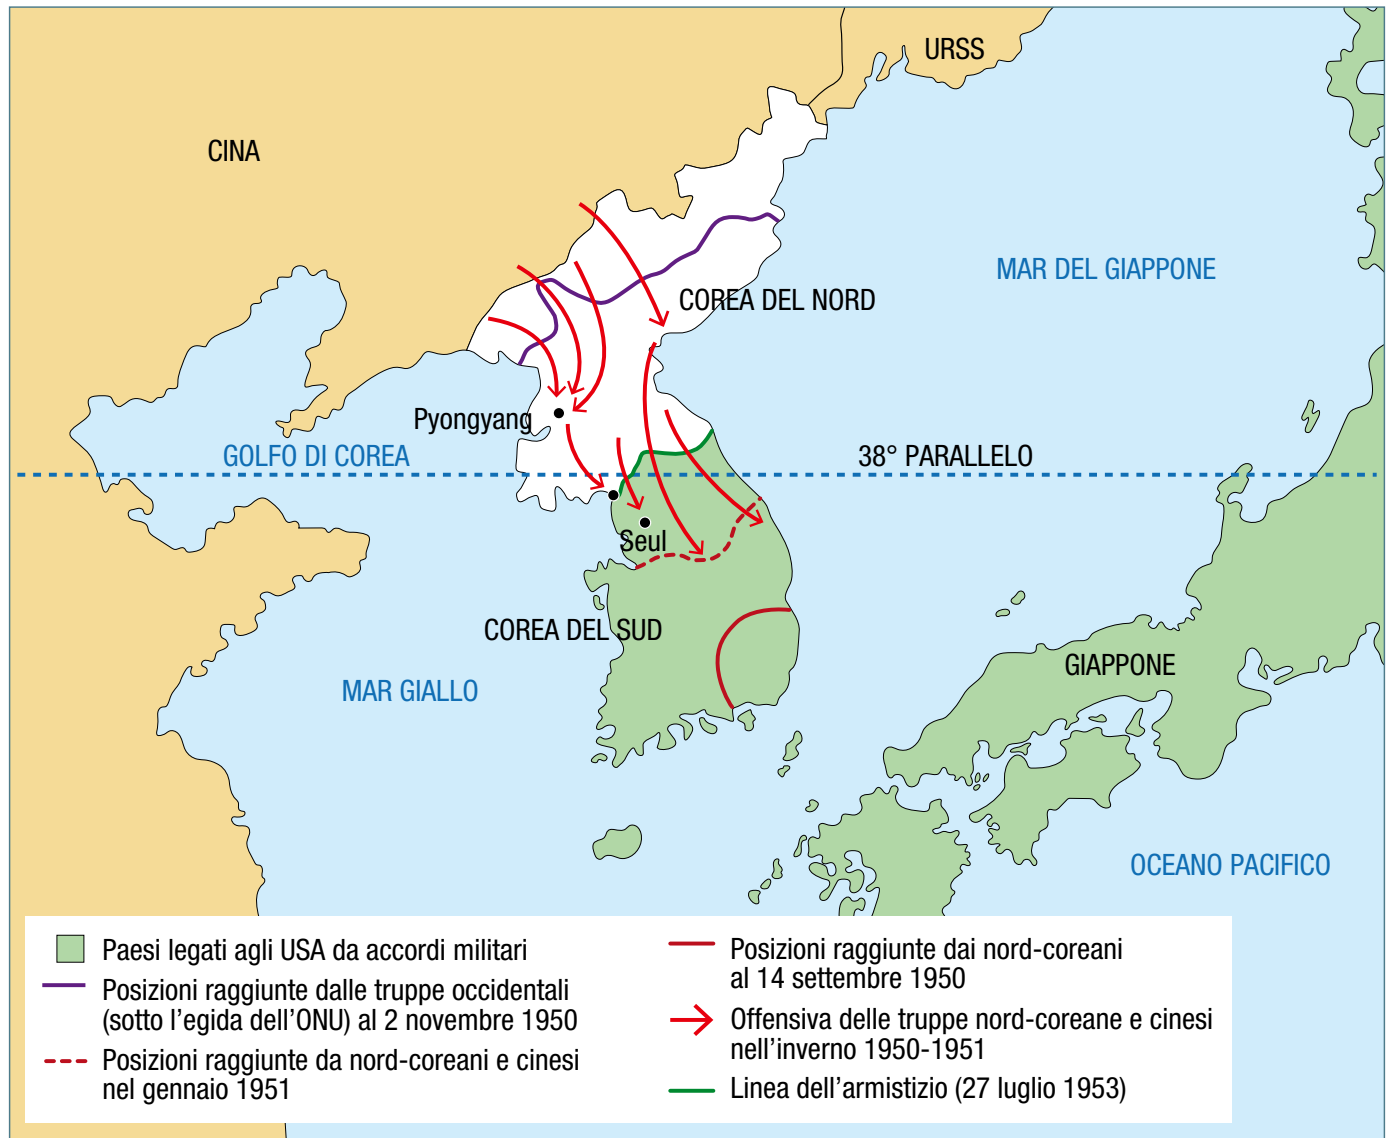 URSS
CINA
MAR DEL GIAPPONE
COREA DEL NORD
Pyongyang
GOLFO DI COREA
38° PARALLELO
Seul
COREA DEL SUD
GIAPPONE
MAR GIALLO
OCEANO PACIFICO
Paesi legati agli USA da accordi militari
Posizioni raggiunte dalle truppe occidentali
(sotto l'egida dell'ONU) al 2 novembre 1950
Posizioni raggiunte da nord-coreani e cinesi
nel gennaio 1951
Posizioni raggiunte dai nord-coreani
al 14 settembre 1950
Offensiva delle truppe nord-coreane e cinesi
nell'inverno 1950-1951
Linea dell'armistizio (27 luglio 1953)